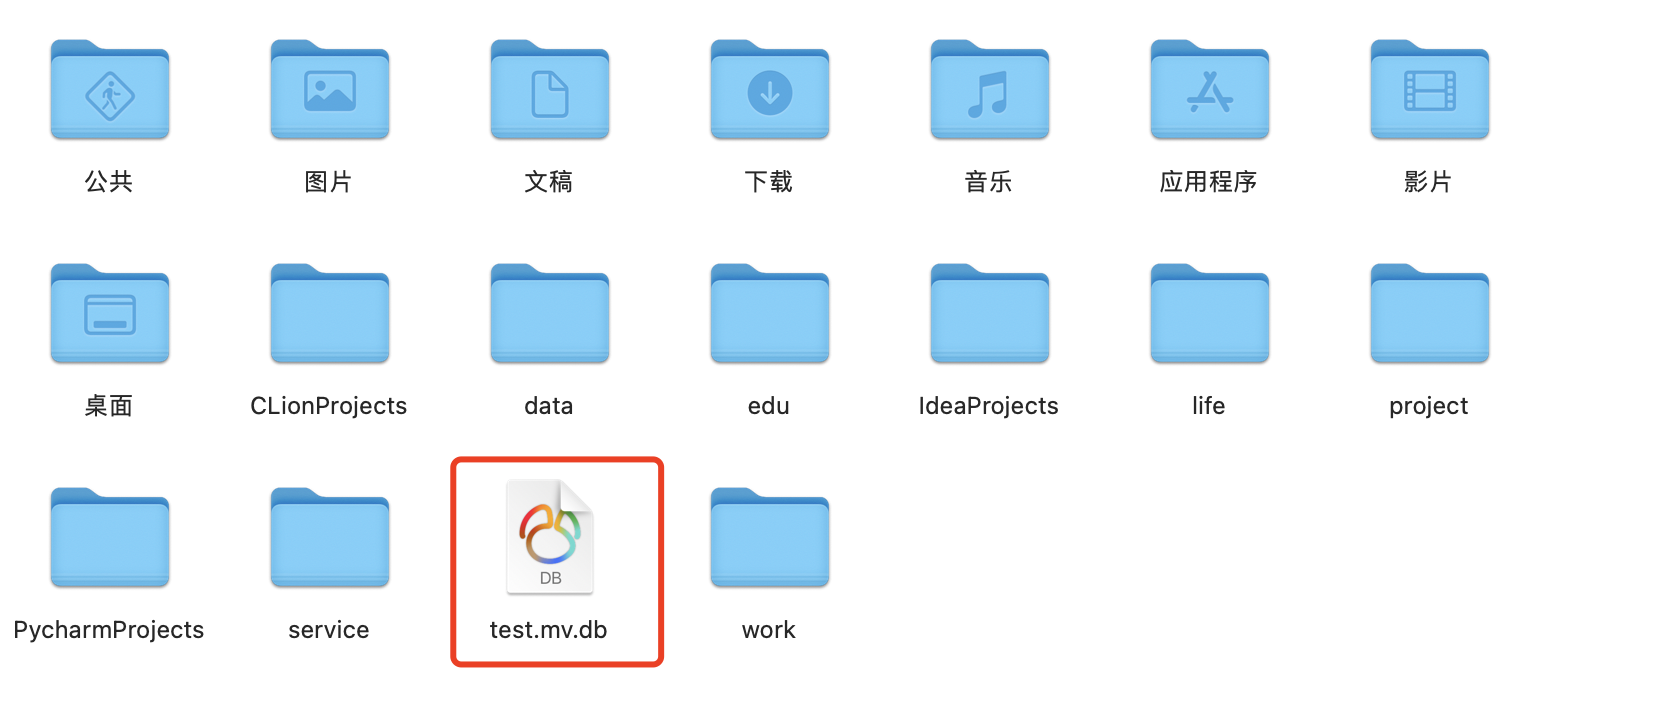 公共
图片
文稿
下载
音乐
应用程序
影片
桌面
CLionProjects
data
edu
IdeaProjects
life
project
PycharmProjects
service
DB
test.mv.db
work